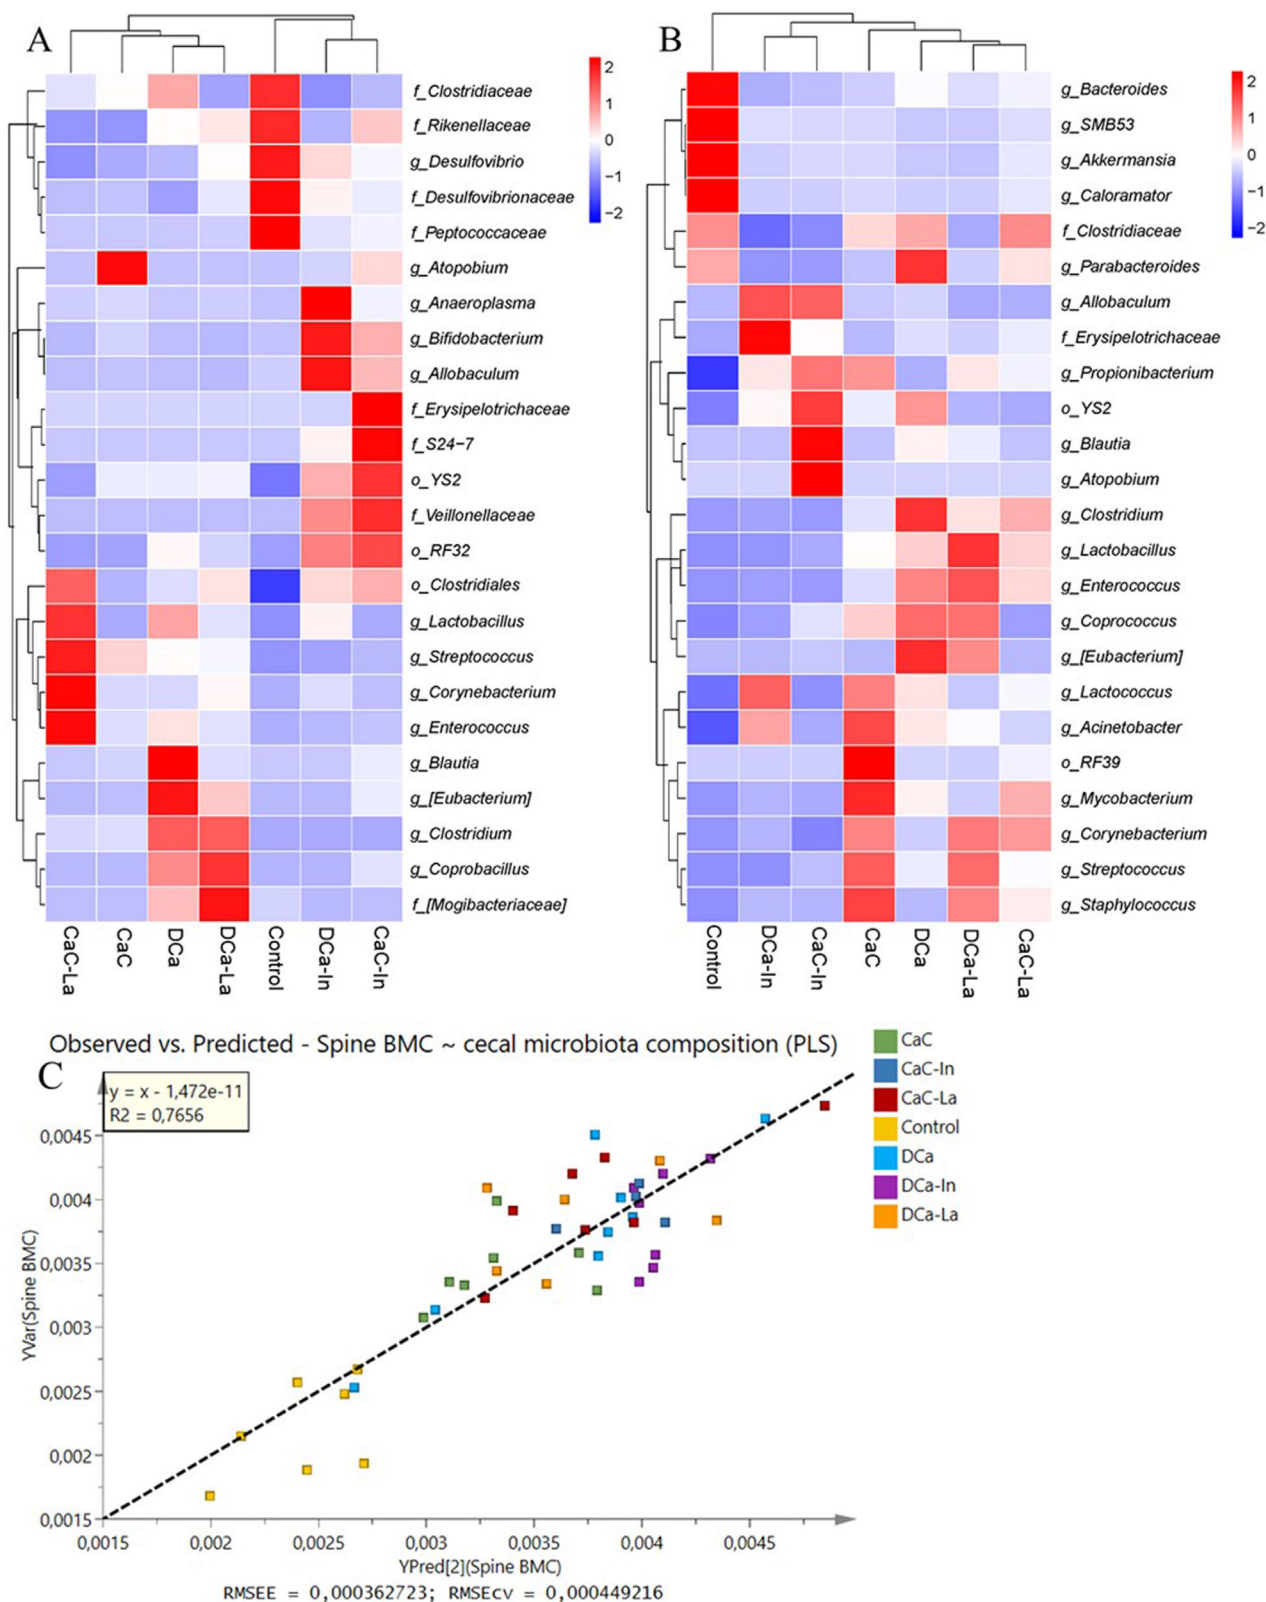 A
2
1
0
−1
−2
f_Clostridiaceae
f_Rikenellaceae
g_Desulfovibrio
f_Desulfovibrionaceae
f_Peptococcaceae
g_Atopobium
g_Anaeroplasma
g_Bifidobacterium
g_Allobaculum
f_Erysipelotrichaceae
f_S24−7
o_YS2
f_Veillonellaceae
o_RF32
o_Clostridiales
g_Lactobacillus
g_Streptococcus
g_Corynebacterium
g_Enterococcus
g_Blautia
g_[Eubacterium]
g_Clostridium
g_Coprobacillus
f_[Mogibacteriaceae]
CaC-La
CaC
DCa
DCa-La
Control
DCa-In
CaC-In
B
2
1
0
−1
−2
g_Bacteroides
g_SMB53
g_Akkermansia
g_Caloramator
f_Clostridiaceae
g_Parabacteroides
g_Allobaculum
f_Erysipelotrichaceae
g_Propionibacterium
o_YS2
g_Blautia
g_Atopobium
g_Clostridium
g_Lactobacillus
g_Enterococcus
g_Coprococcus
g_[Eubacterium]
g_Lactococcus
g_Acinetobacter
o_RF39
g_Mycobacterium
g_Corynebacterium
g_Streptococcus
g_Staphylococcus
Control
DCa-In
CaC-In
CaC
DCa
DCa-La
CaC-La
Observed vs. Predicted - Spine BMC ~ cecal microbiota composition (PLS)
C
y = x - 1,472e-11
R2 = 0,7656
0,0045
0,004
0,0035
0,003
0,0025
0,002
0,0015
YVar(Spine BMC)
0,0015
0,002
0,0025
0,003
0,0035
0,004
0,0045
YPred[2](Spine BMC)
RMSEE = 0,000362723; RMSEcv = 0,000449216
CaC
CaC-In
CaC-La
Control
DCa
DCa-In
DCa-La